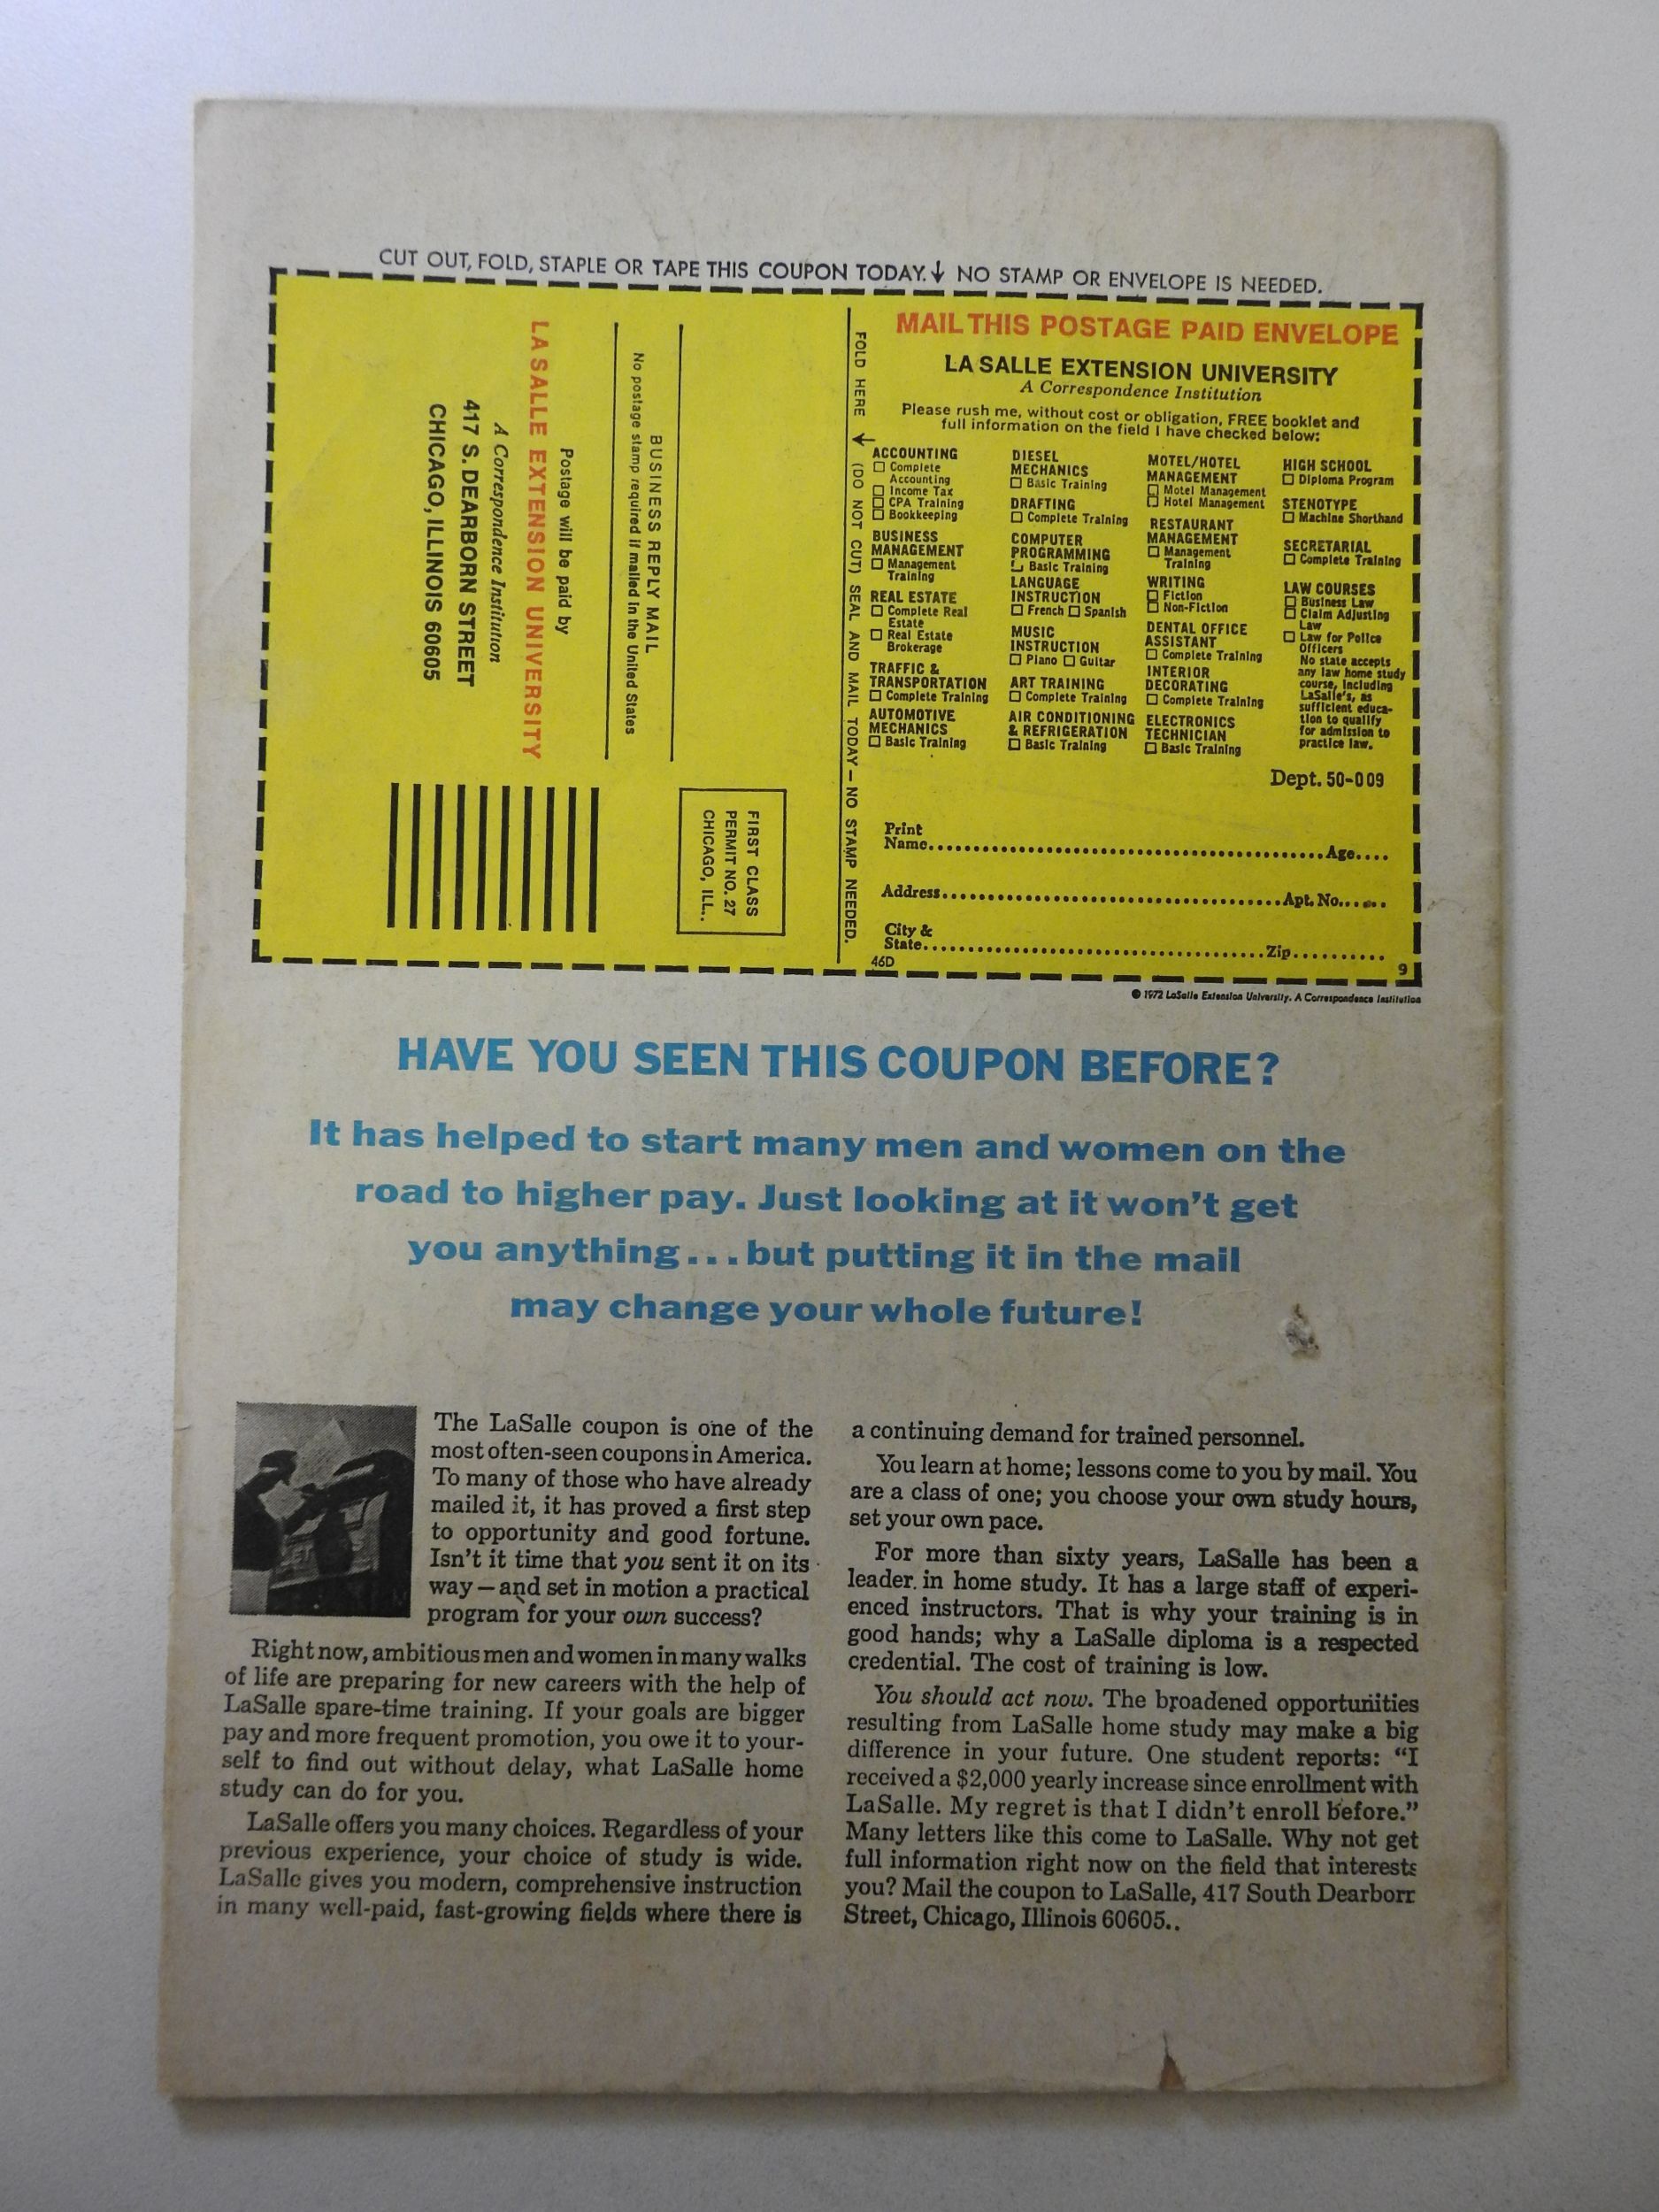 CUT OUT, FOLD, STAPLE OR TAPE THIS COUPON TODAY. ↓ NO STAMP OR ENVELOPE IS NEEDED.
BUSINESS REPLY MAIL
No postage stamp required if mailed in the United States
Postage will be paid by
LA SALLE EXTENSION UNIVERSITY
A Correspondence Institution
417 S. DEARBORN STREET
CHICAGO, ILLINOIS 60605
FIRST CLASS
PERMIT NO. 27
CHICAGO, ILL..
FOLD HERE → (DO NOT CUT) SEAL AND MAIL TODAY — NO STAMP NEEDED.
MAIL THIS POSTAGE PAID ENVELOPE
LA SALLE EXTENSION UNIVERSITY
A Correspondence Institution
Please rush me, without cost or obligation, FREE booklet and
full information on the field I have checked below:
ACCOUNTING
☐ Complete
Accounting
☐ Income Tax
☐ CPA Training
☐ Bookkeeping
BUSINESS
MANAGEMENT
☐ Management
Training
REAL ESTATE
☐ Complete Real
Estate
☐ Real Estate
Brokerage
TRAFFIC &
TRANSPORTATION
☐ Complete Training
AUTOMOTIVE
MECHANICS
☐ Basic Training
DIESEL
MECHANICS
☐ Basic Training
DRAFTING
☐ Complete Training
COMPUTER
PROGRAMMING
☐ Basic Training
LANGUAGE
INSTRUCTION
☐ French ☐ Spanish
MUSIC
INSTRUCTION
☐ Piano ☐ Guitar
ART TRAINING
☐ Complete Training
AIR CONDITIONING
& REFRIGERATION
☐ Basic Training
MOTEL/HOTEL
MANAGEMENT
☐ Motel Management
☐ Hotel Management
RESTAURANT
MANAGEMENT
☐ Management
Training
WRITING
☐ Fiction
☐ Non-Fiction
DENTAL OFFICE
ASSISTANT
☐ Complete Training
INTERIOR
DECORATING
☐ Complete Training
ELECTRONICS
TECHNICIAN
☐ Basic Training
HIGH SCHOOL
☐ Diploma Program
STENOTYPE
☐ Machine Shorthand
SECRETARIAL
☐ Complete Training
LAW COURSES
☐ Business Law
☐ Claim Adjusting
Law
☐ Law for Police
Officers
No state accepts
any law home study
course, including
LaSalle's, as
sufficient educa-
tion to qualify
for admission to
practice law.
Dept. 50-009
Print
Name.....Age....
Address.....Apt. No......
City &
State.....Zip..........
46D
9
© 1972 LaSalle Extension University. A Correspondence Institution
HAVE YOU SEEN THIS COUPON BEFORE?
It has helped to start many men and women on the
road to higher pay. Just looking at it won't get
you anything...but putting it in the mail
may change your whole future!
The LaSalle coupon is one of the
most often-seen coupons in America.
To many of those who have already
mailed it, it has proved a first step
to opportunity and good fortune.
Isn't it time that you sent it on its
way—and set in motion a practical
program for your own success?
Right now, ambitious men and women in many walks
of life are preparing for new careers with the help of
LaSalle spare-time training. If your goals are bigger
pay and more frequent promotion, you owe it to your-
self to find out without delay, what LaSalle home
study can do for you.
LaSalle offers you many choices. Regardless of your
previous experience, your choice of study is wide.
LaSalle gives you modern, comprehensive instruction
in many well-paid, fast-growing fields where there is
a continuing demand for trained personnel.
You learn at home; lessons come to you by mail. You
are a class of one; you choose your own study hours,
set your own pace.
For more than sixty years, LaSalle has been a
leader in home study. It has a large staff of experi-
enced instructors. That is why your training is in
good hands; why a LaSalle diploma is a respected
credential. The cost of training is low.
You should act now. The broadened opportunities
resulting from LaSalle home study may make a big
difference in your future. One student reports: "I
received a $2,000 yearly increase since enrollment with
LaSalle. My regret is that I didn't enroll before."
Many letters like this come to LaSalle. Why not get
full information right now on the field that interests
you? Mail the coupon to LaSalle, 417 South Dearborn
Street, Chicago, Illinois 60605..